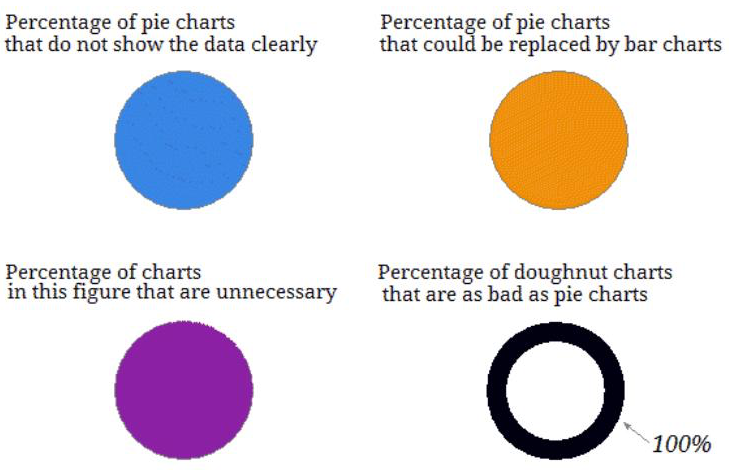 Percentage of pie charts
that do not show the data clearly
Percentage of pie charts
that could be replaced by bar charts
Percentage of charts
in this figure that are unnecessary
Percentage of doughnut charts
that are as bad as pie charts
100%